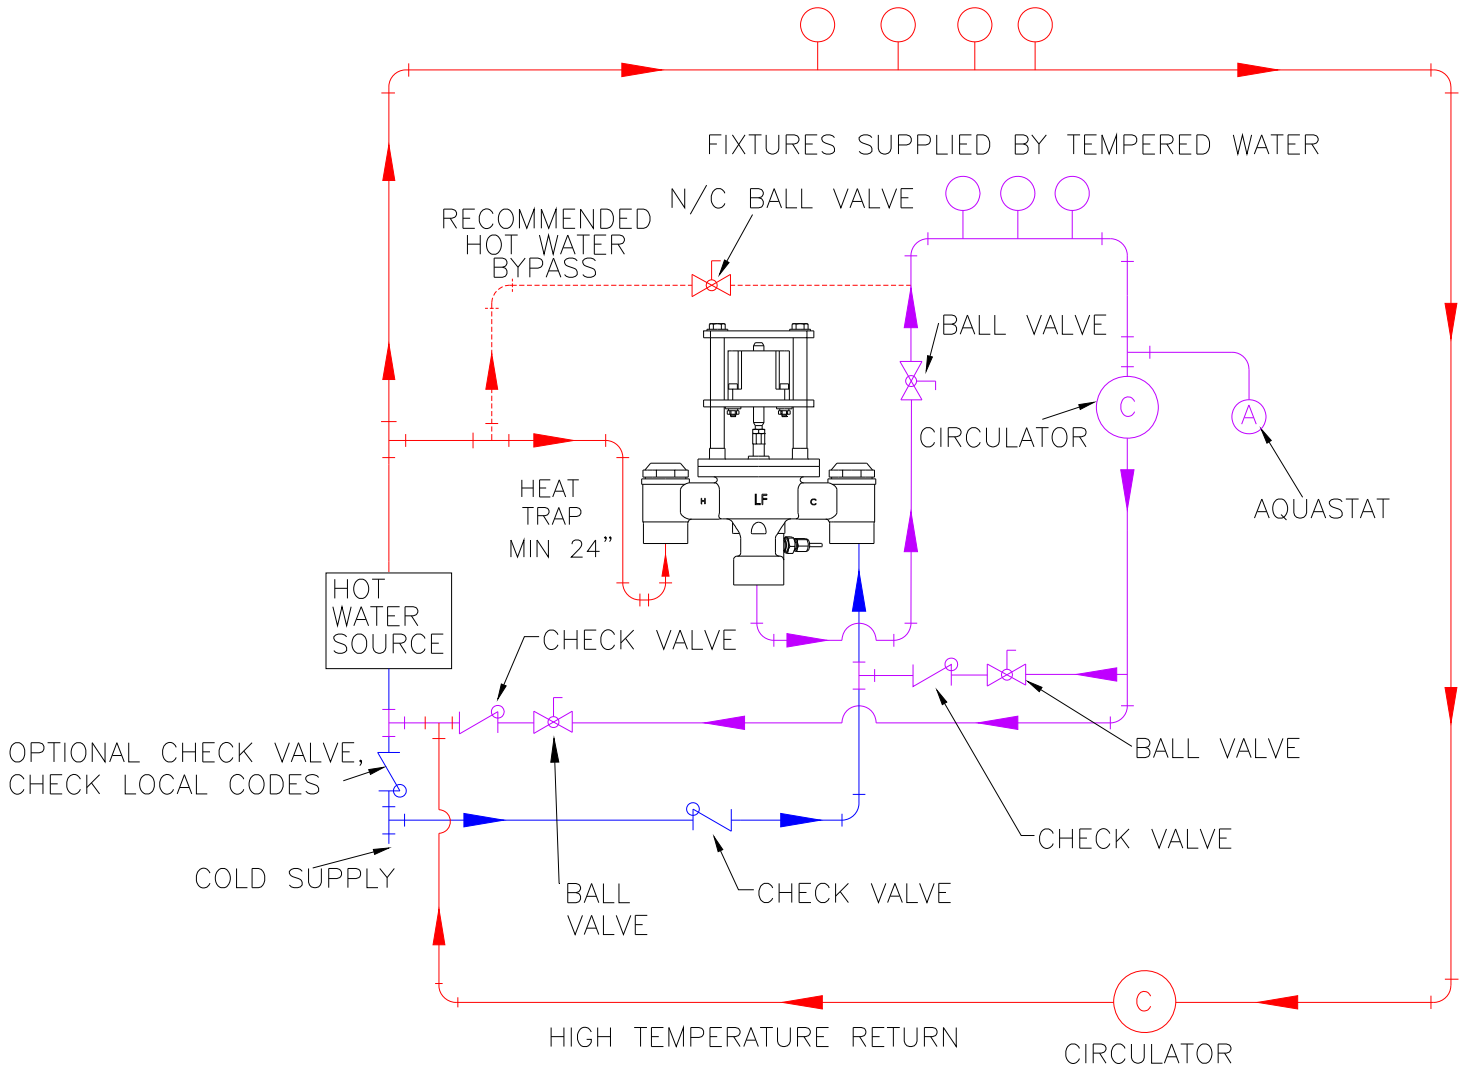 FIXTURES SUPPLIED BY TEMPERED WATER
N/C BALL VALVE
RECOMMENDED
HOT WATER
BYPASS
BALL VALVE
C
A
CIRCULATOR
AQUASTAT
HEAT
TRAP
MIN 24”
H
LF
C
HOT
WATER
SOURCE
CHECK VALVE
OPTIONAL CHECK VALVE,
CHECK LOCAL CODES
BALL VALVE
CHECK VALVE
COLD SUPPLY
BALL
VALVE
CHECK VALVE
C
HIGH TEMPERATURE RETURN
CIRCULATOR